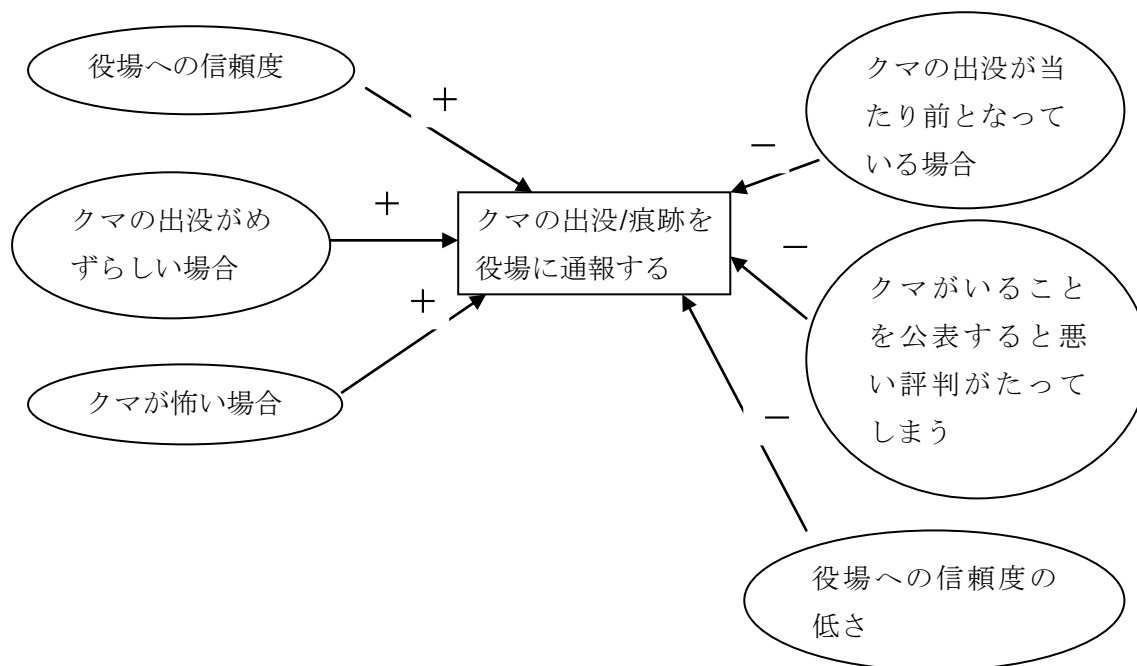 役場への信頼度
＋
クマの出没がめ
ずらしい場合
＋
クマが怖い場合
＋
クマの出没/痕跡を
役場に通報する
クマの出没が当
たり前となって
いる場合
－
クマがいること
を公表すると悪
い評判がたって
しまう
－
役場への信頼度の
低さ
－